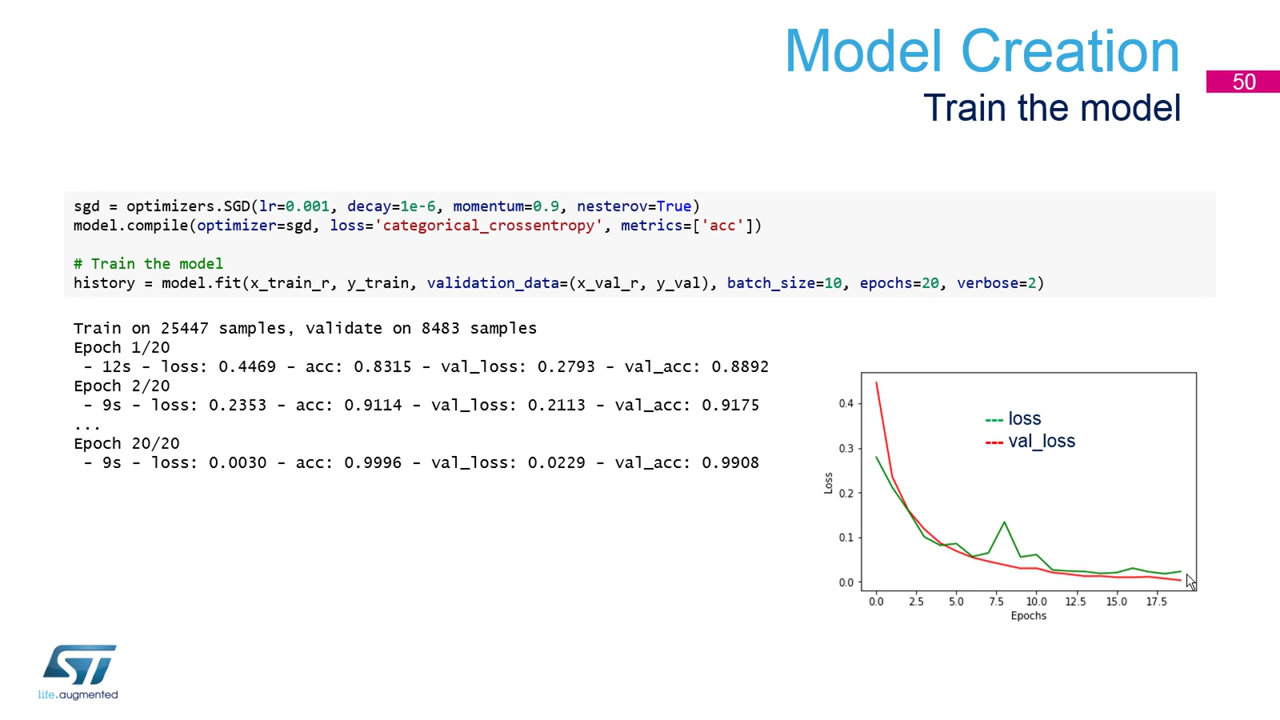 Model Creation
50
Train the model
sgd = optimizers.SGD(lr=0.001, decay=1e-6, momentum=0.9, nesterov=True)
model.compile(optimizer=sgd, loss='categorical_crossentropy', metrics=['acc'])
# Train the model
history = model.fit(x_train_r, y_train, validation_data=(x_val_r, y_val), batch_size=10, epochs=20, verbose=2)
Train on 25447 samples, validate on 8483 samples
Epoch 1/20
- 12s - loss: 0.4469 - acc: 0.8315 - val_loss: 0.2793 - val_acc: 0.8892
Epoch 2/20
- 9s - loss: 0.2353 - acc: 0.9114 - val_loss: 0.2113 - val_acc: 0.9175
...
Epoch 20/20
- 9s - loss: 0.0030 - acc: 0.9996 - val_loss: 0.0229 - val_acc: 0.9908
loss
val_loss
Loss
0.4
0.3
0.2
0.1
0.0
0.0 2.5 5.0 7.5 10.0 12.5 15.0 17.5
Epochs
ST
life.augmented